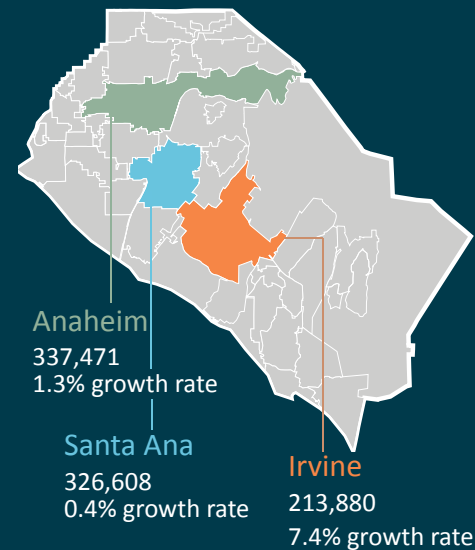 Anaheim
337,471
1.3% growth rate
Santa Ana
326,608
0.4% growth rate
Irvine
213,880
7.4% growth rate